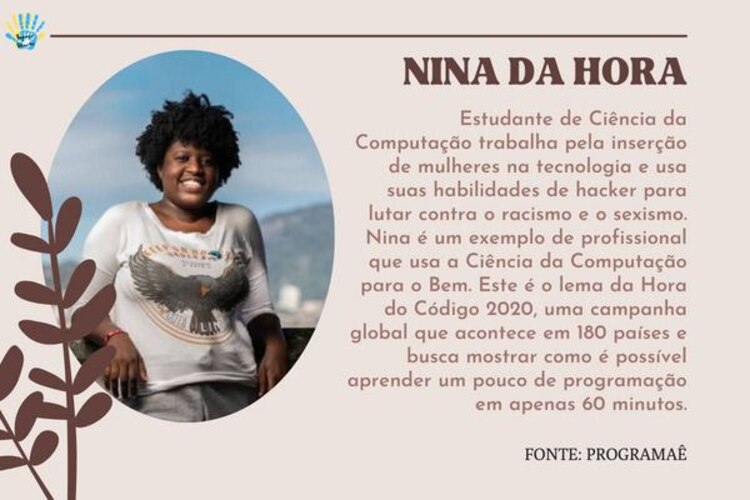 NINA DA HORA
Estudante de Ciência da
Computação trabalha pela inserção
de mulheres na tecnologia e usa
suas habilidades de hacker para
lutar contra o racismo e o sexismo.
Nina é um exemplo de profissional
que usa a Ciência da Computação
para o Bem. Este é o lema da Hora
do Código 2020, uma campanha
global que acontece em 180 países e
busca mostrar como é possível
aprender um pouco de programação
em apenas 60 minutos.
FONTE: PROGRAMAÊ